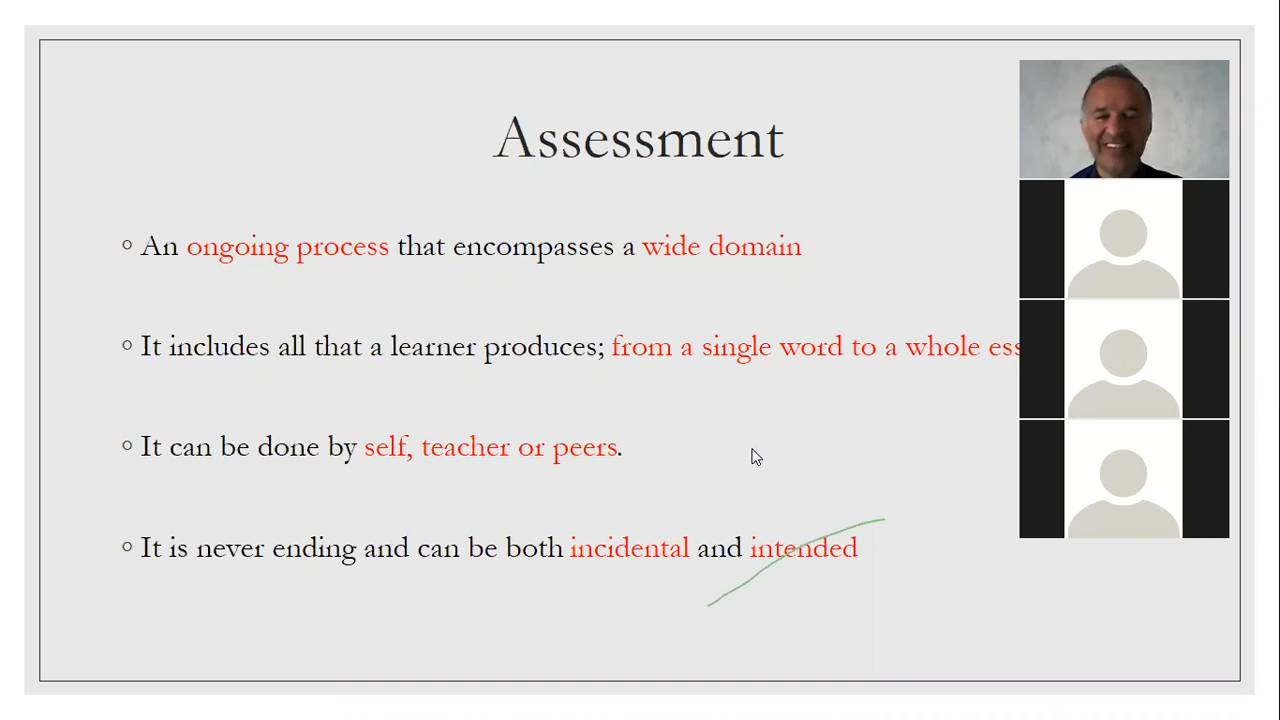 Assessment
An ongoing process that encompasses a wide domain
It includes all that a learner produces; from a single word to a whole
It can be done by self, teacher or peers.
It is never ending and can be both incidental and intended